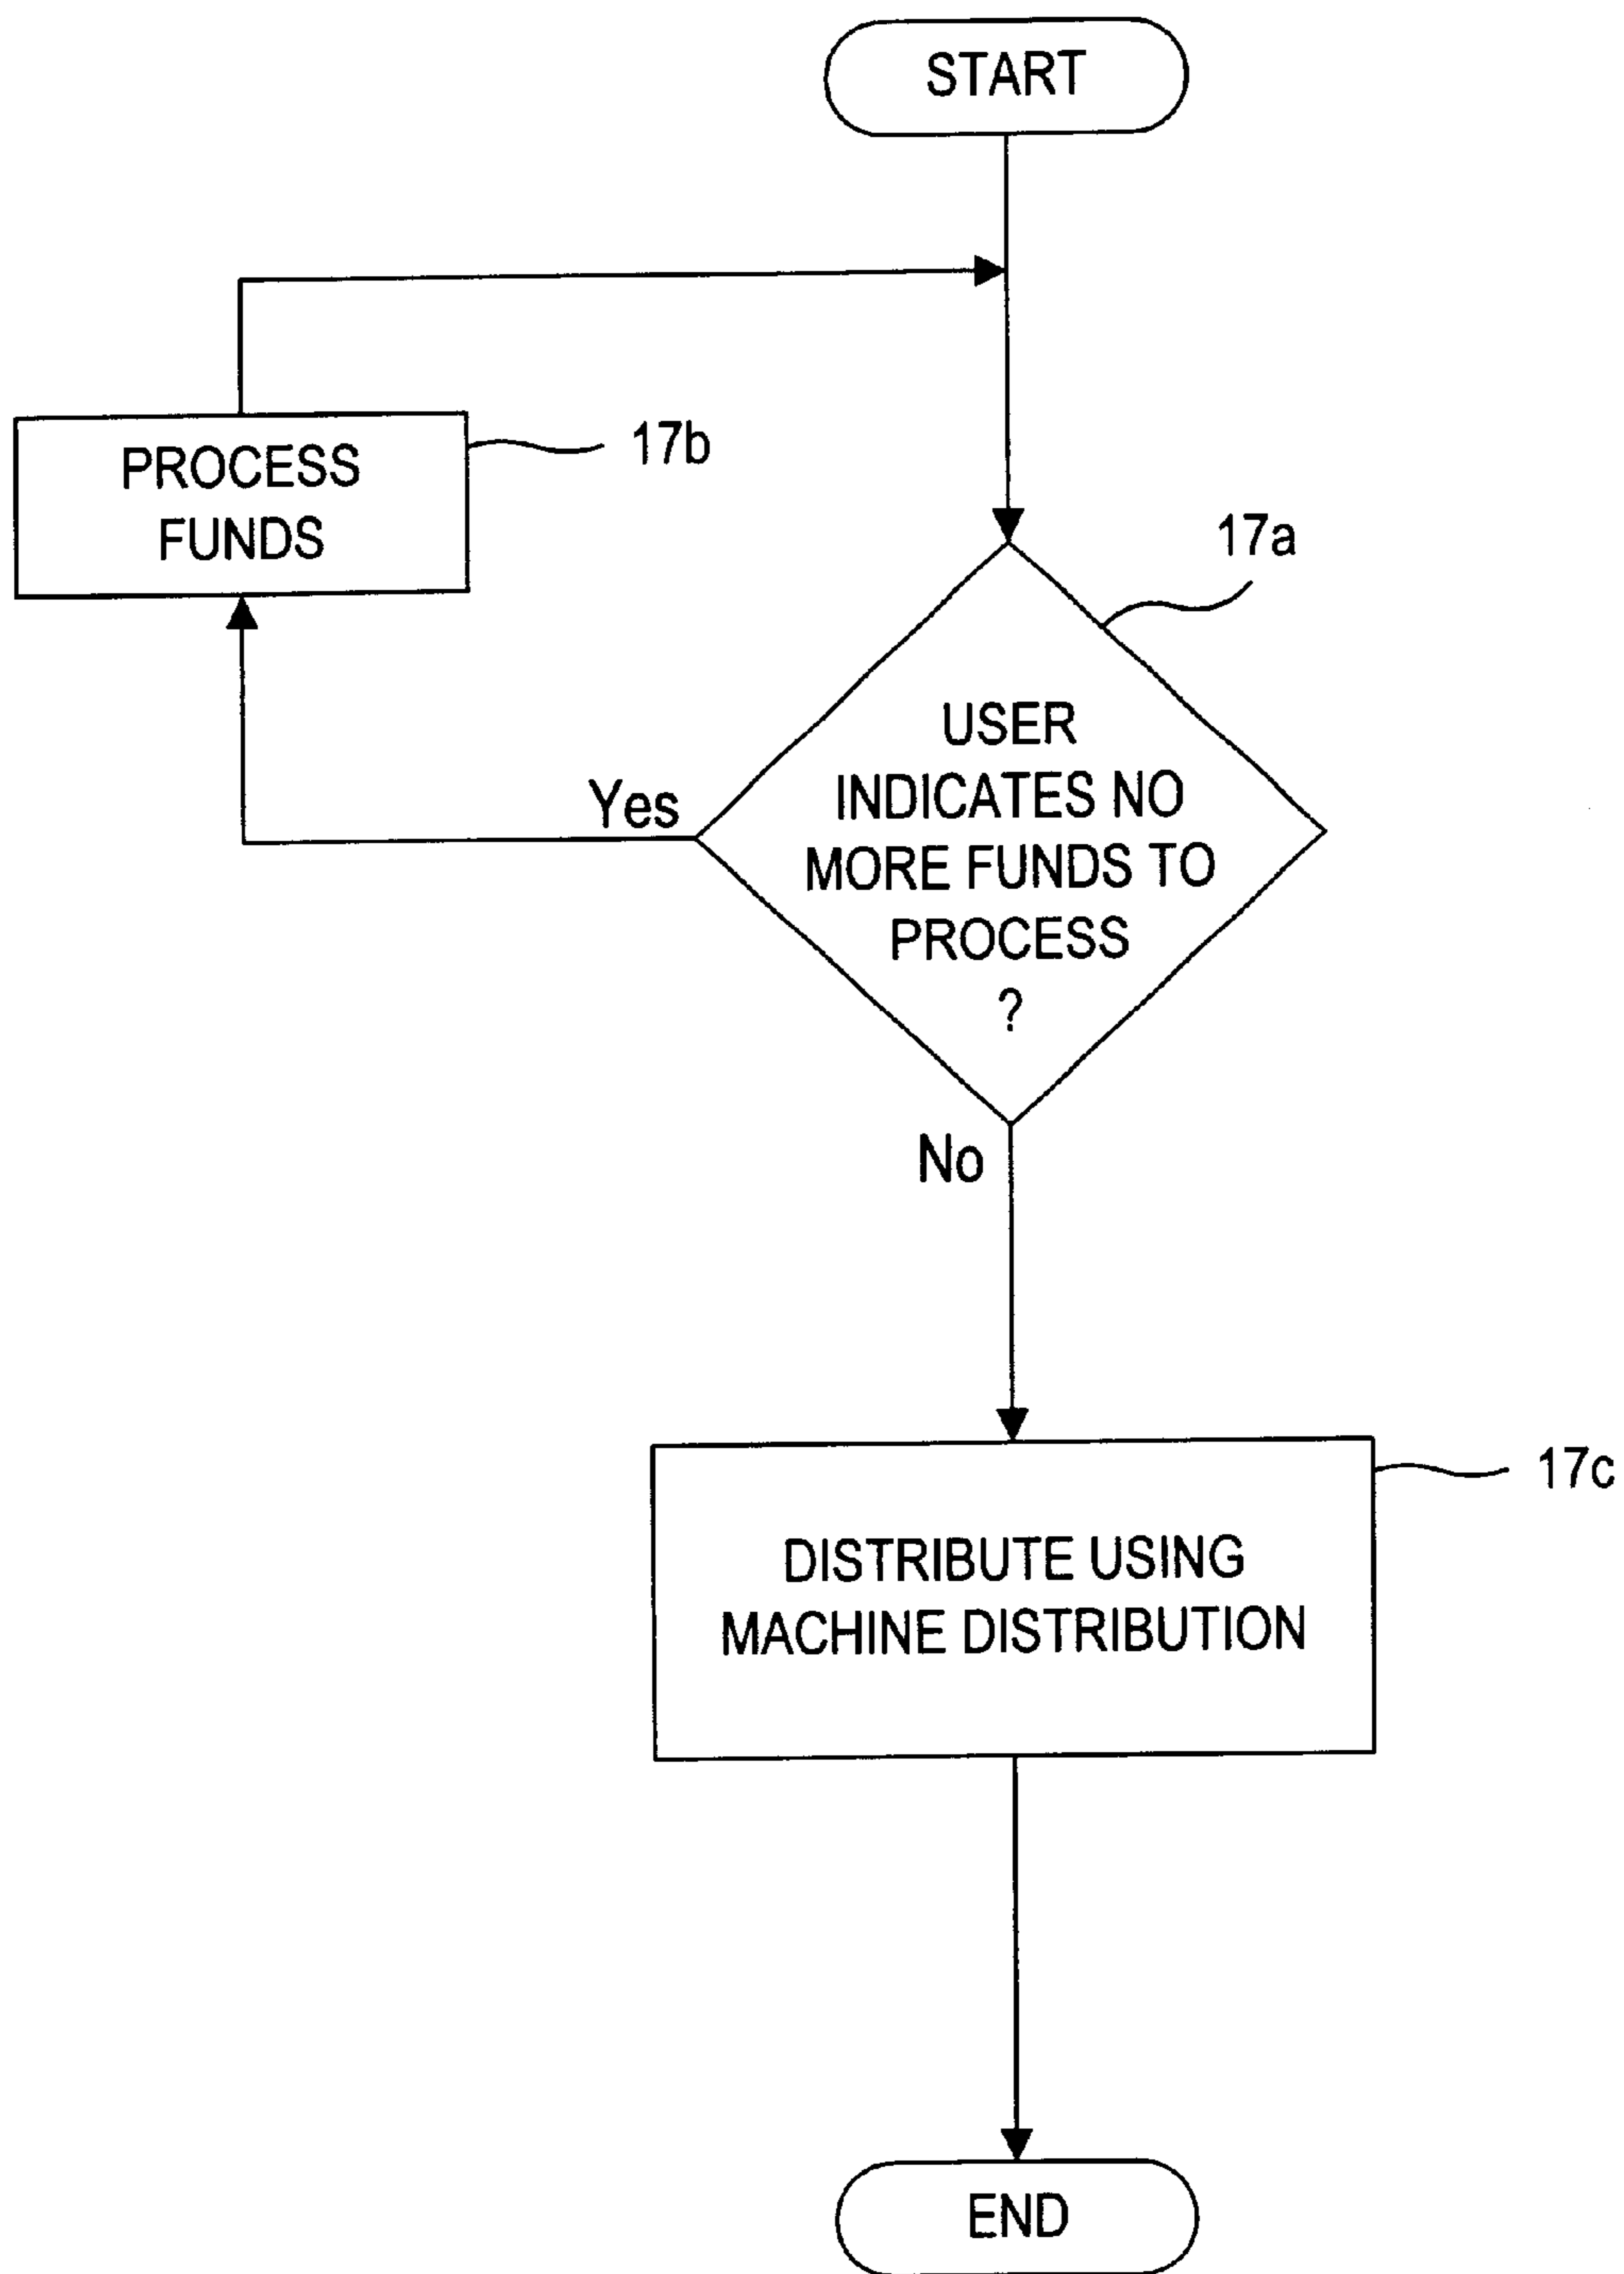 START
PROCESS
FUNDS
17b
17a
USER
INDICATES NO
MORE FUNDS TO
PROCESS
?
Yes
No
17c
DISTRIBUTE USING
MACHINE DISTRIBUTION
END